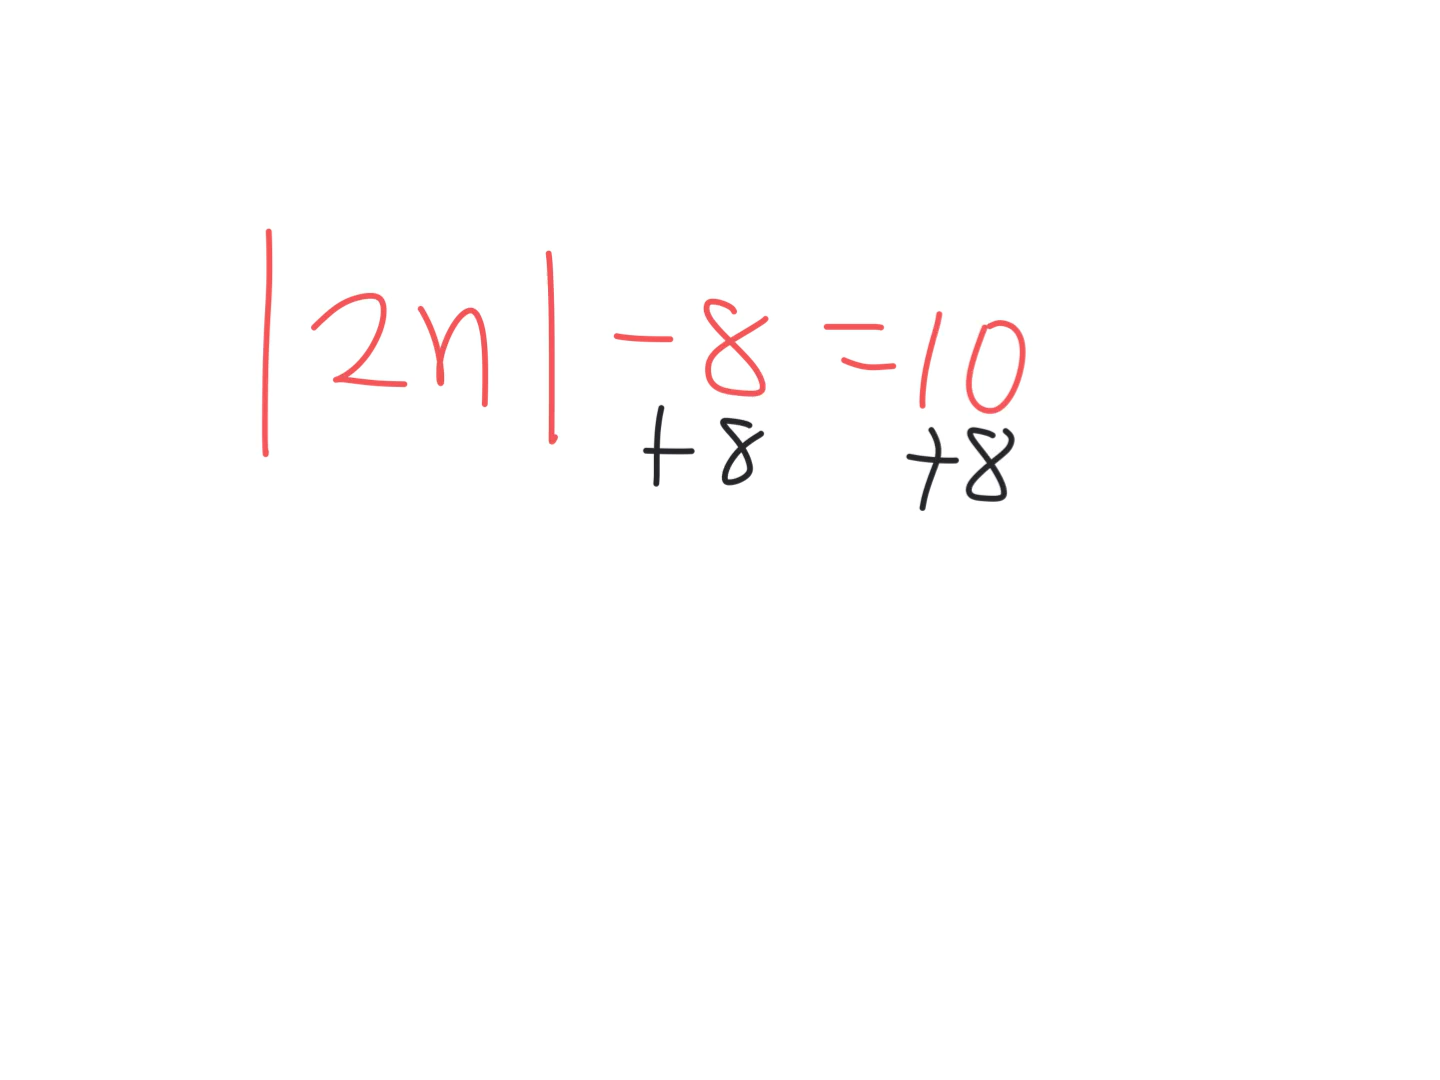 |2n| - 8 = 10
+ 8 + 8